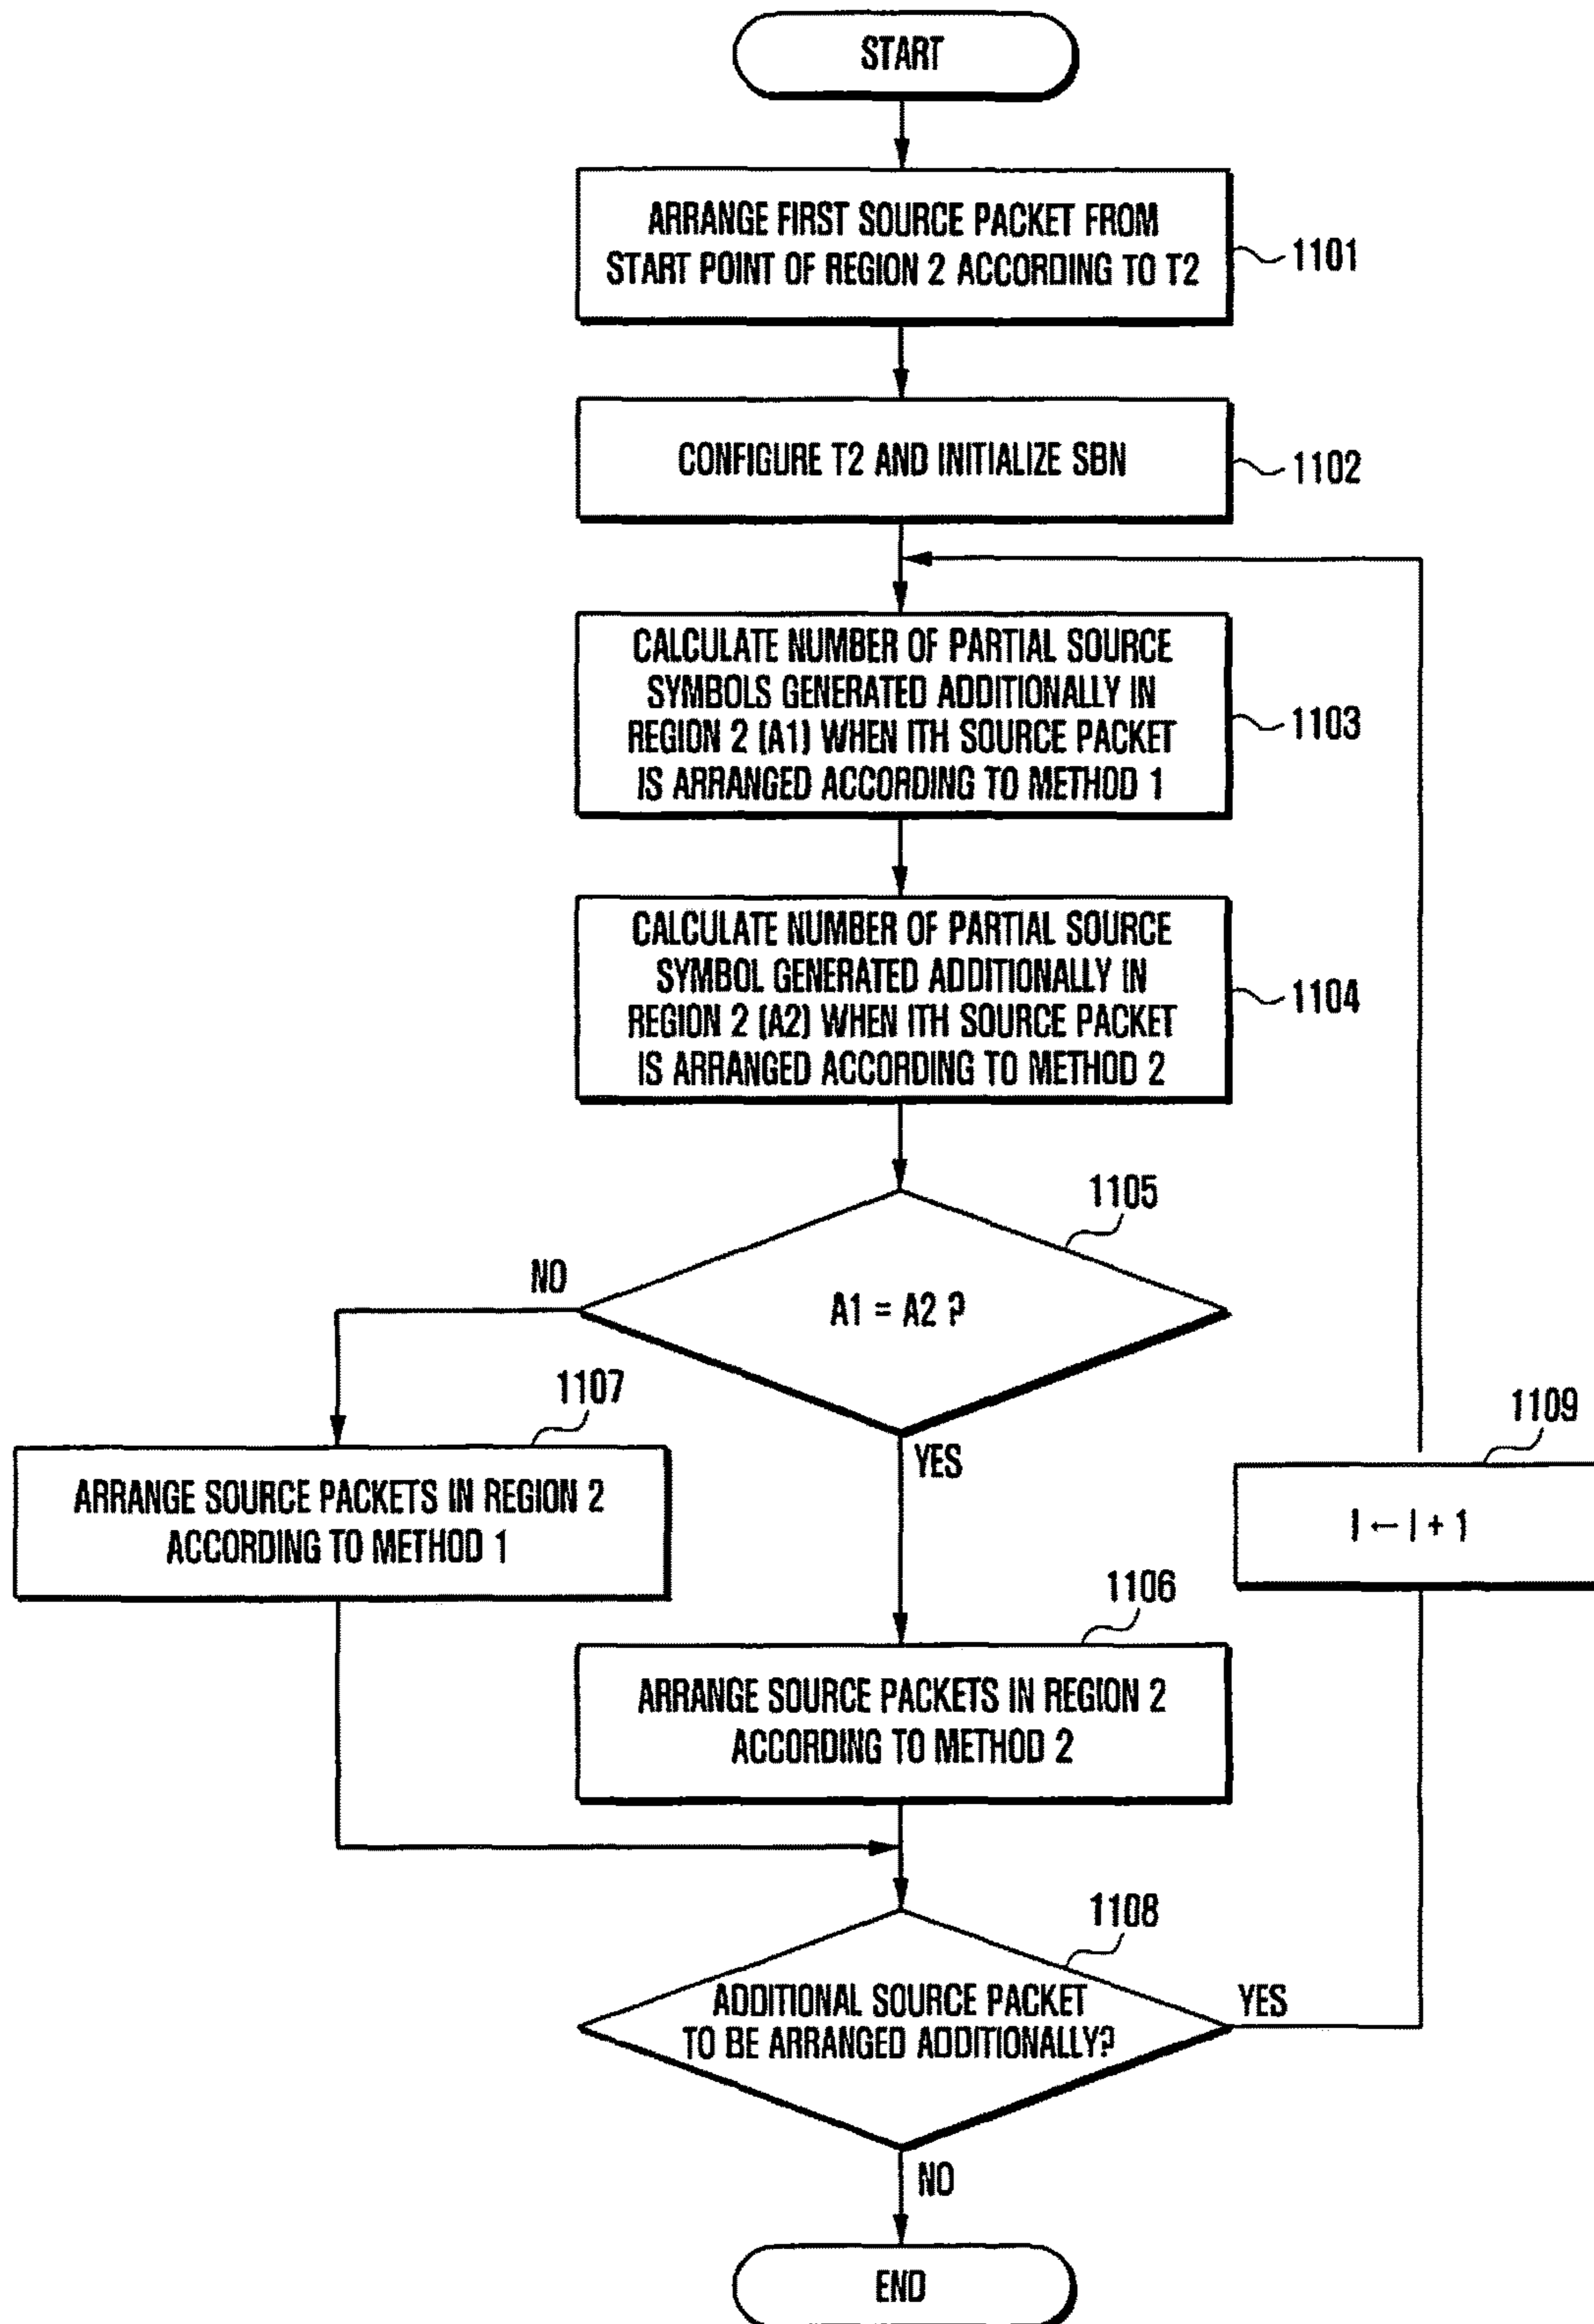 START
ARRANGE FIRST SOURCE PACKET FROM
START POINT OF REGION 2 ACCORDING TO T2
1101
CONFIGURE T2 AND INITIALIZE SBN
1102
CALCULATE NUMBER OF PARTIAL SOURCE
SYMBOLS GENERATED ADDITIONALLY IN
REGION 2 (A1) WHEN ITH SOURCE PACKET
IS ARRANGED ACCORDING TO METHOD 1
1103
CALCULATE NUMBER OF PARTIAL SOURCE
SYMBOL GENERATED ADDITIONALLY IN
REGION 2 (A2) WHEN ITH SOURCE PACKET
IS ARRANGED ACCORDING TO METHOD 2
1104
1105
A1 = A2 ?
NO
YES
1107
ARRANGE SOURCE PACKETS IN REGION 2
ACCORDING TO METHOD 1
1109
I ← I + 1
1106
ARRANGE SOURCE PACKETS IN REGION 2
ACCORDING TO METHOD 2
1108
ADDITIONAL SOURCE PACKET
TO BE ARRANGED ADDITIONALLY?
YES
NO
END